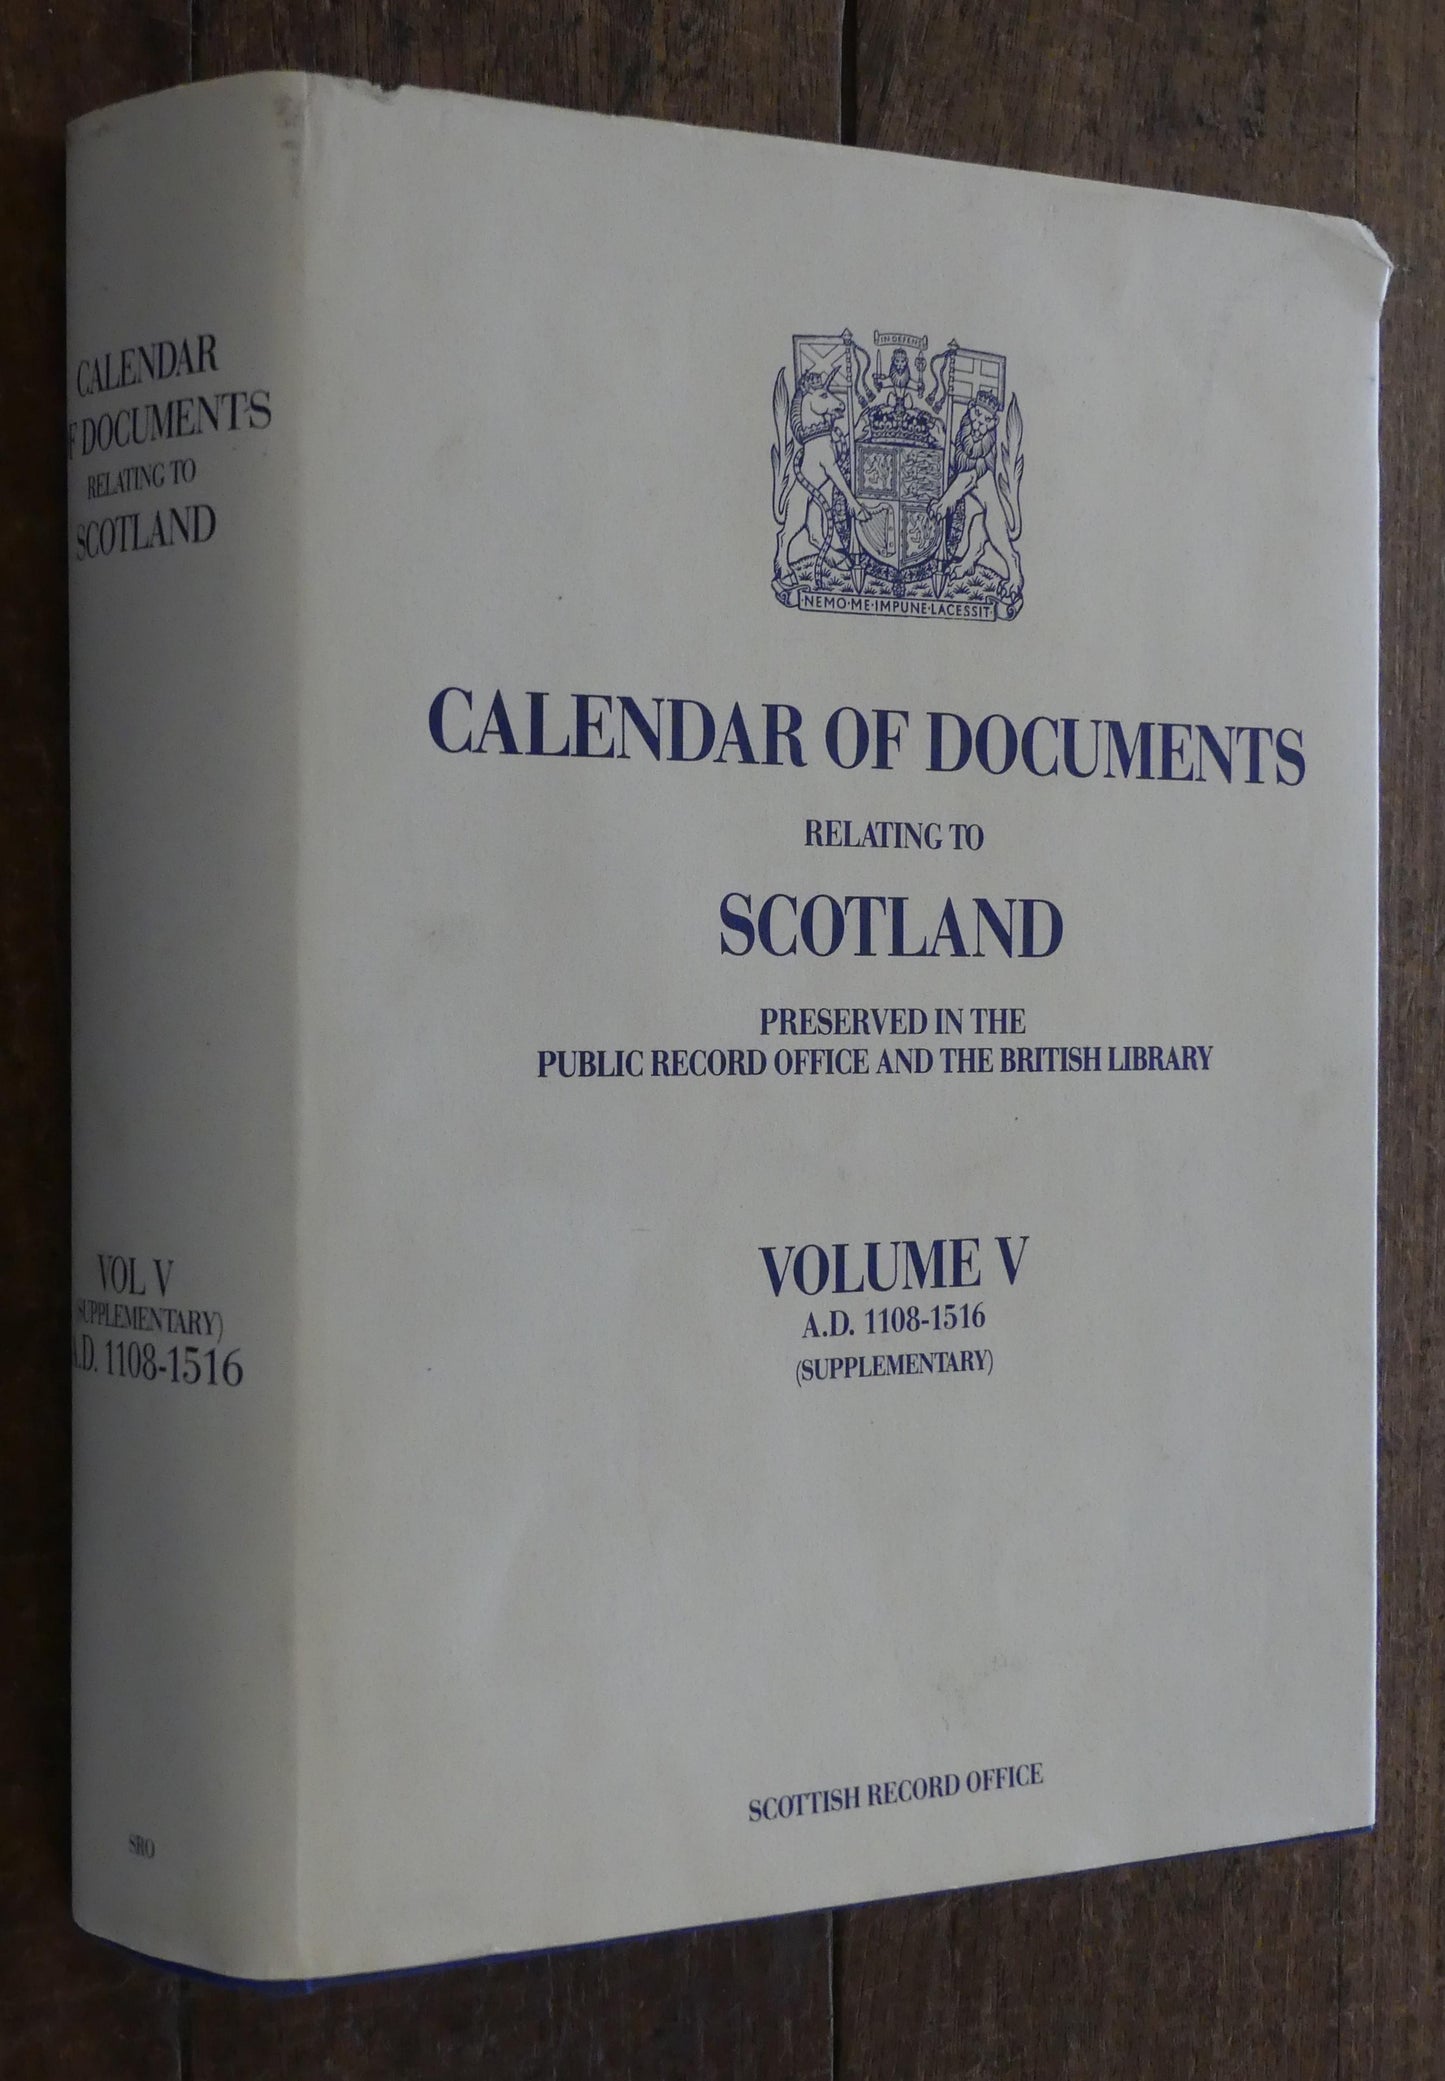 CALENDAR
F DOCUMENTS
RELATING TO
SCOTLAND
VOL V
(SUPPLEMENTARY)
A.D. 1108-1516
SRO
IN DEFENS
NEMO·ME·IMPUNE·LACESSIT
CALENDAR OF DOCUMENTS
RELATING TO
SCOTLAND
PRESERVED IN THE
PUBLIC RECORD OFFICE AND THE BRITISH LIBRARY
VOLUME V
A.D. 1108-1516
(SUPPLEMENTARY)
SCOTTISH RECORD OFFICE